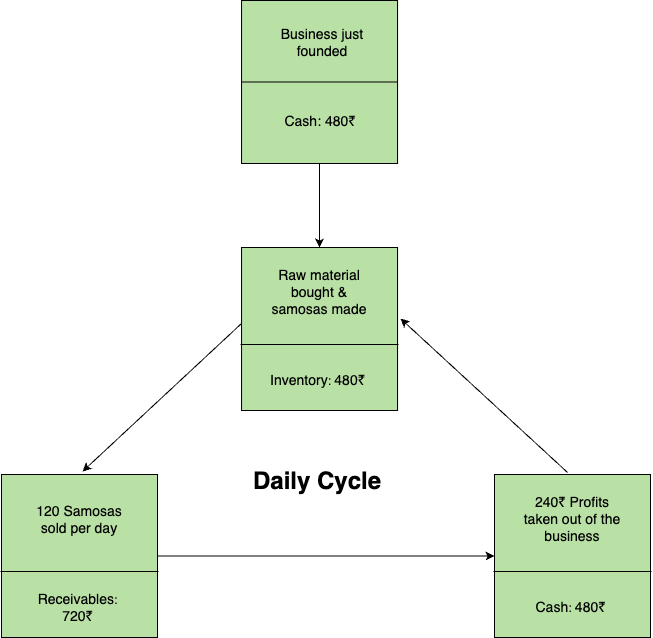 Business just
founded
Cash: 480₹
Raw material
bought &
samosas made
Inventory: 480₹
Daily Cycle
120 Samosas
sold per day
Receivables:
720₹
240₹ Profits
taken out of the
business
Cash: 480₹